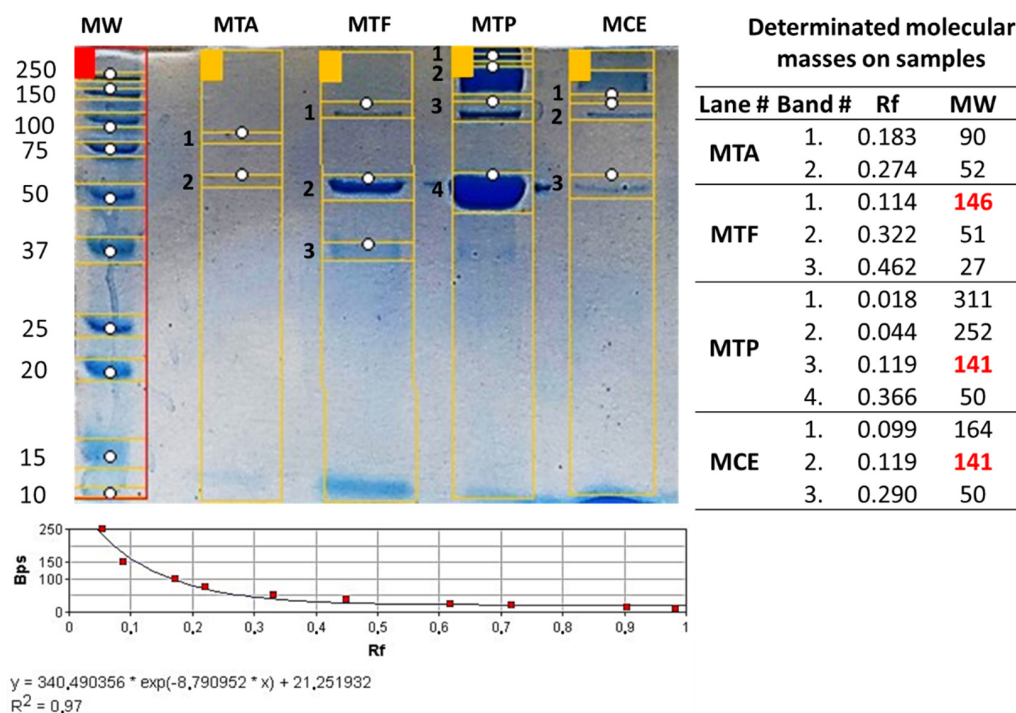 MW MTA MTF MTP MCE
250
150
100
75
50
37
25
20
15
10
1
2
1
2
3
1
2
3
4
1
2
3
Determinated molecular
masses on samples
Lane # Band # Rf MW
MTA
1. 0.183 90
2. 0.274 52
MTF
1. 0.114 146
2. 0.322 51
3. 0.462 27
MTP
1. 0.018 311
2. 0.044 252
3. 0.119 141
4. 0.366 50
MCE
1. 0.099 164
2. 0.119 141
3. 0.290 50
Bps
250
150
100
0
0 0,1 0,2 0,3 0,4 0,5 0,6 0,7 0,8 0,9 1
Rf
y = 340,490356 * exp(-8,790952 * x) + 21,251932
R2 = 0,97